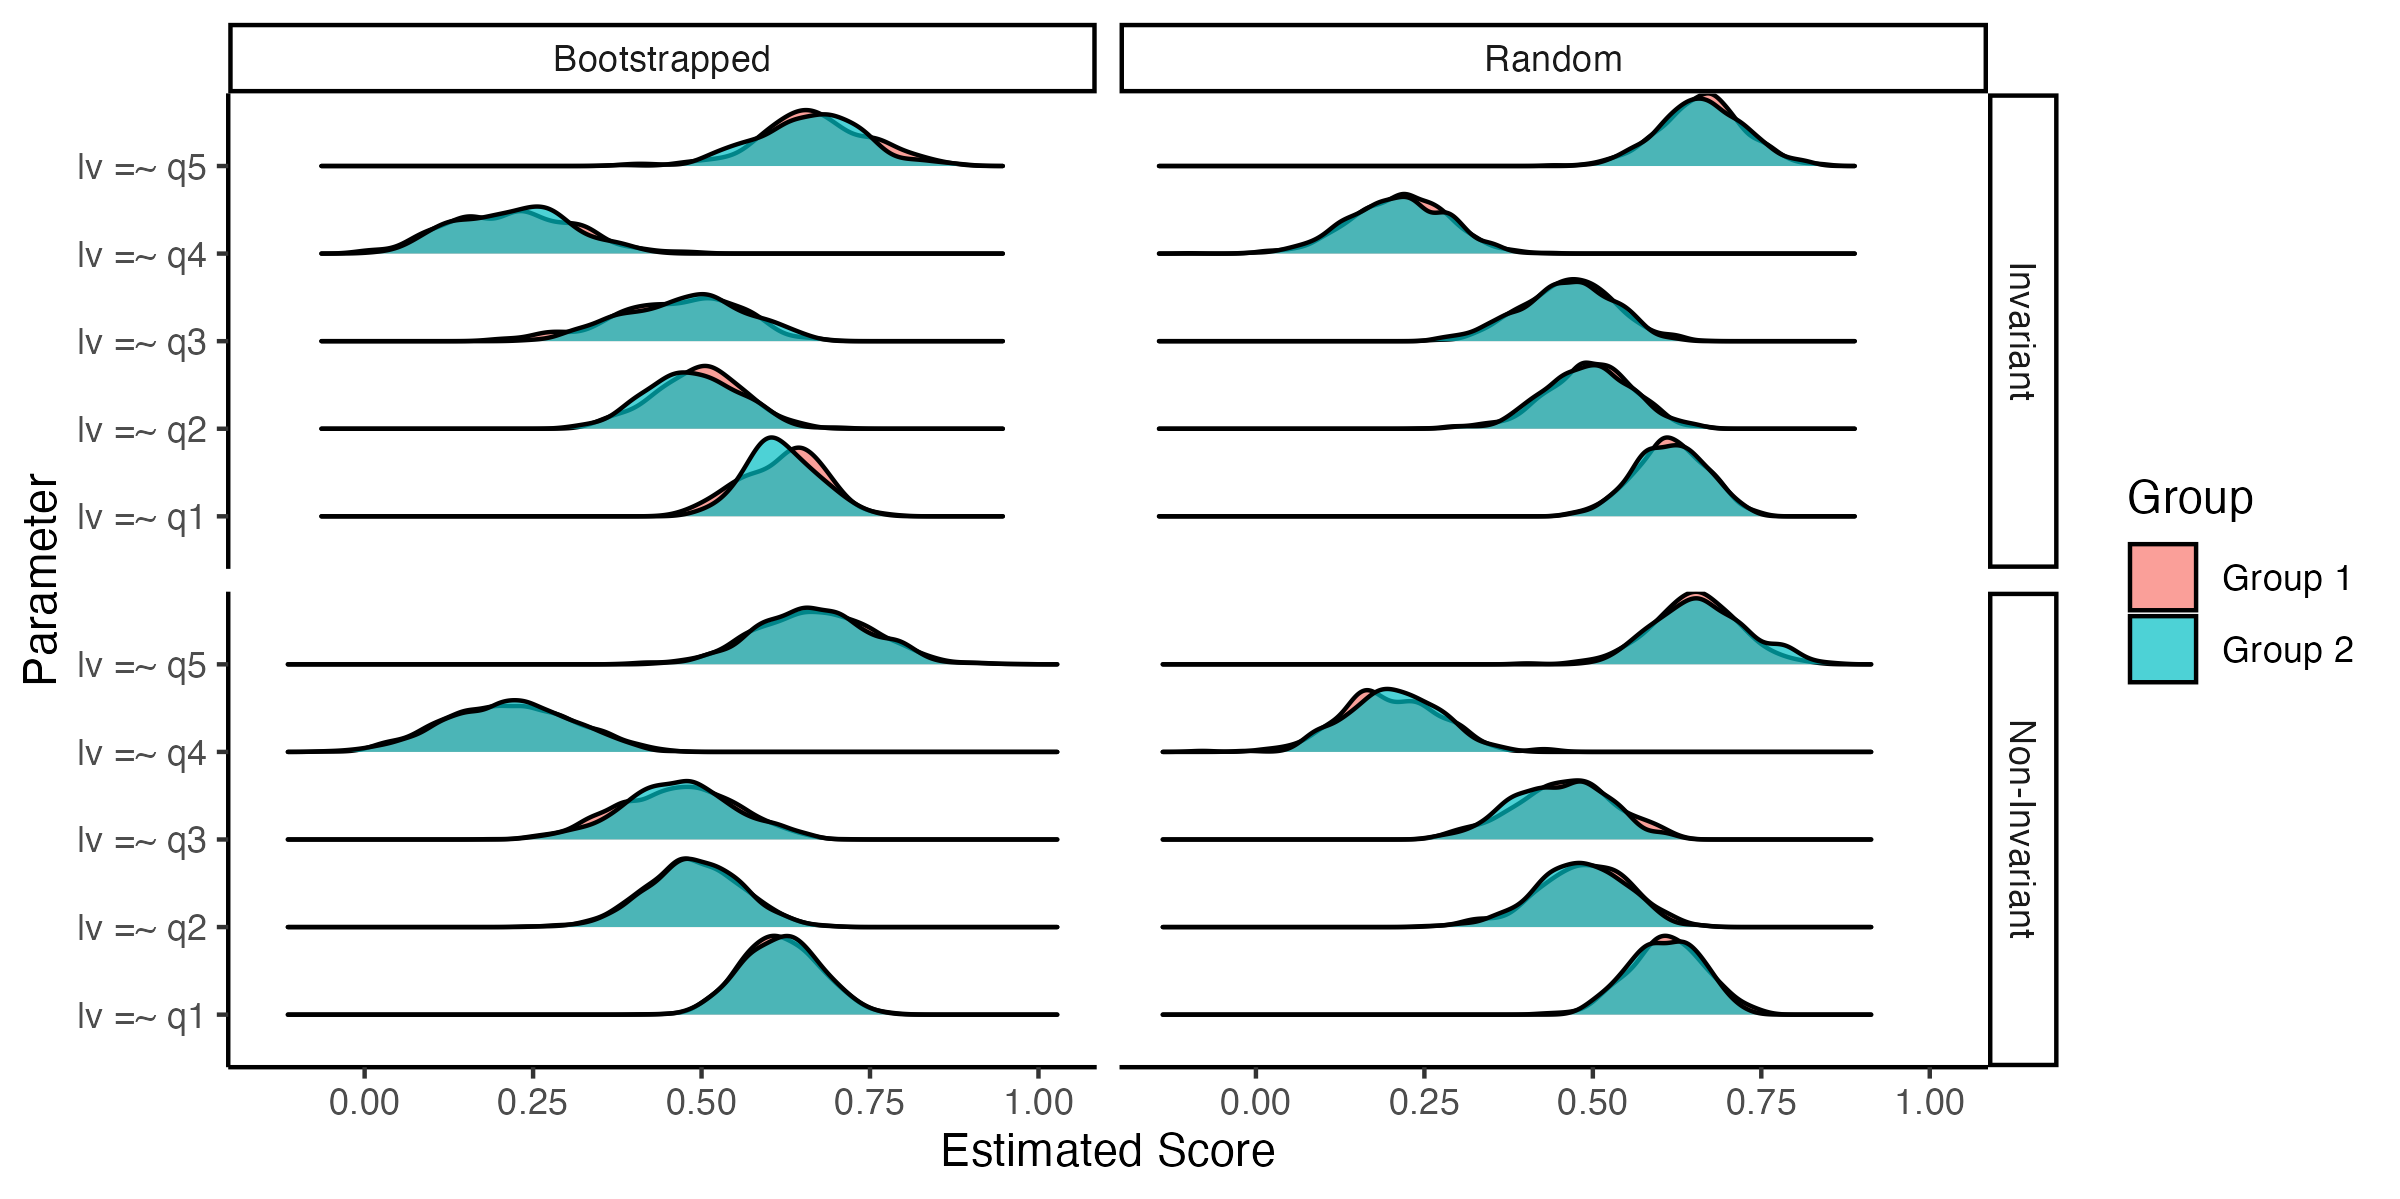 Bootstrapped
Random
Parameter
lv =~ q5
lv =~ q4
lv =~ q3
lv =~ q2
lv =~ q1
Invariant
lv =~ q5
lv =~ q4
lv =~ q3
lv =~ q2
lv =~ q1
Non-Invariant
0.00 0.25 0.50 0.75 1.00
0.00 0.25 0.50 0.75 1.00
Estimated Score
Group
Group 1
Group 2